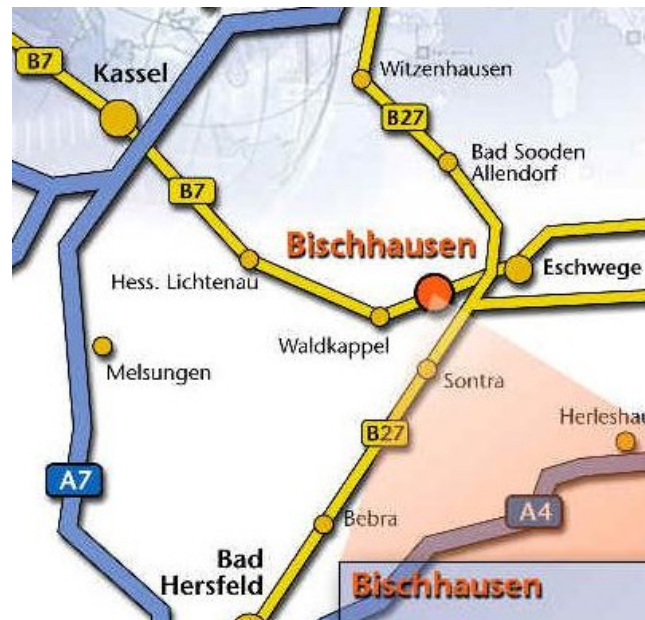 B7
Kassel
Witzenhausen
B27
Bad Sooden
Allendorf
B7
Bischhausen
Eschwege
Hess. Lichtenau
Waldkappel
Melsungen
Sontra
Herleshau
B27
A7
A4
Bebra
Bad
Hersfeld
Bischhausen